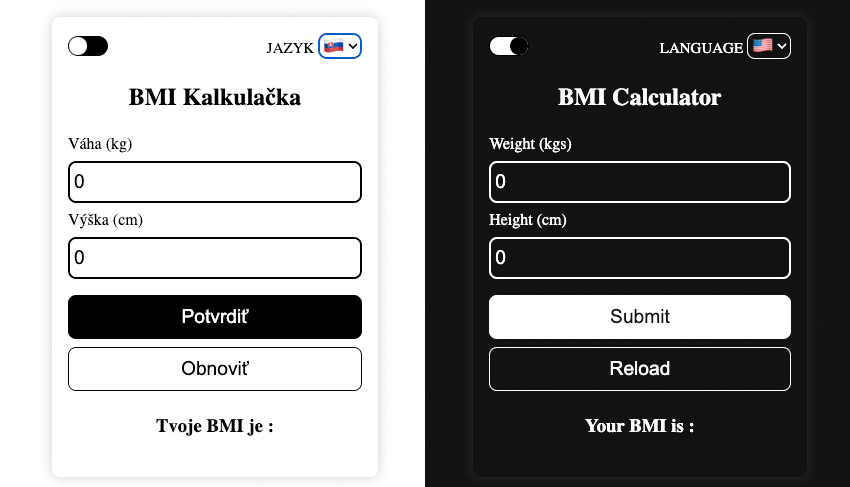 JAZYK
BMI Kalkulačka
Váha (kg)
0
Výška (cm)
0
Potvrdiť
Obnoviť
Tvoje BMI je :
LANGUAGE
BMI Calculator
Weight (kgs)
0
Height (cm)
0
Submit
Reload
Your BMI is :